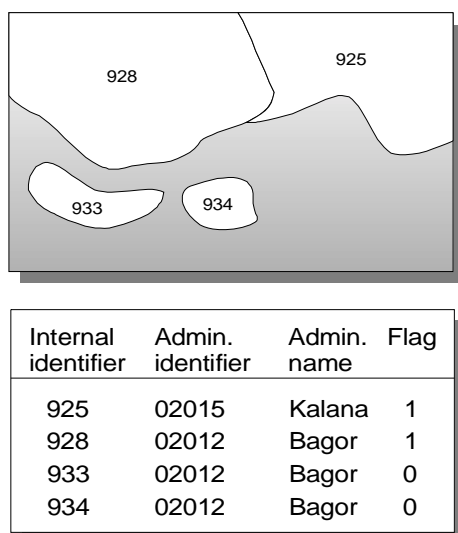 925
928
933
934
Internal Admin. Admin. Flag
identifier identifier name
925 02015 Kalana 1
928 02012 Bagor 1
933 02012 Bagor 0
934 02012 Bagor 0